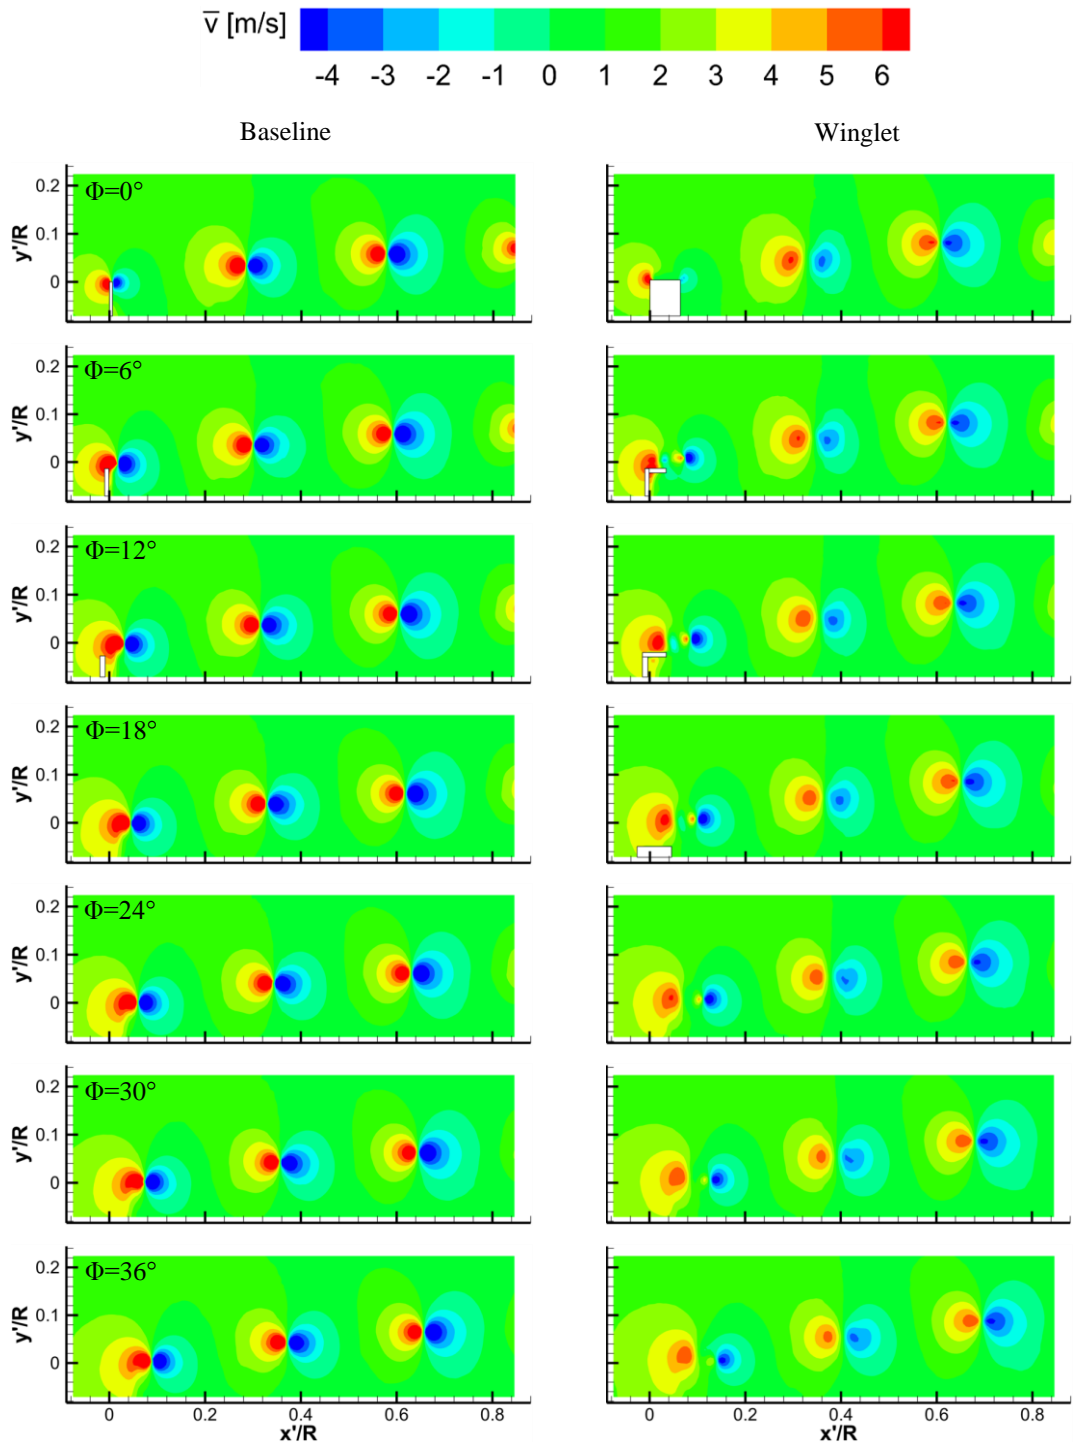 v̅ [m/s]
-4 -3 -2 -1 0 1 2 3 4 5 6
Baseline Winglet
Φ=0°
0.2
0.1
0
y'/R
Φ=6°
0.2
0.1
0
y'/R
Φ=12°
0.2
0.1
0
y'/R
Φ=18°
0.2
0.1
0
y'/R
Φ=24°
0.2
0.1
0
y'/R
Φ=30°
0.2
0.1
0
y'/R
Φ=36°
0.2
0.1
0
y'/R
0 0.2 0.4 0.6 0.8 0 0.2 0.4 0.6 0.8
x'/R x'/R